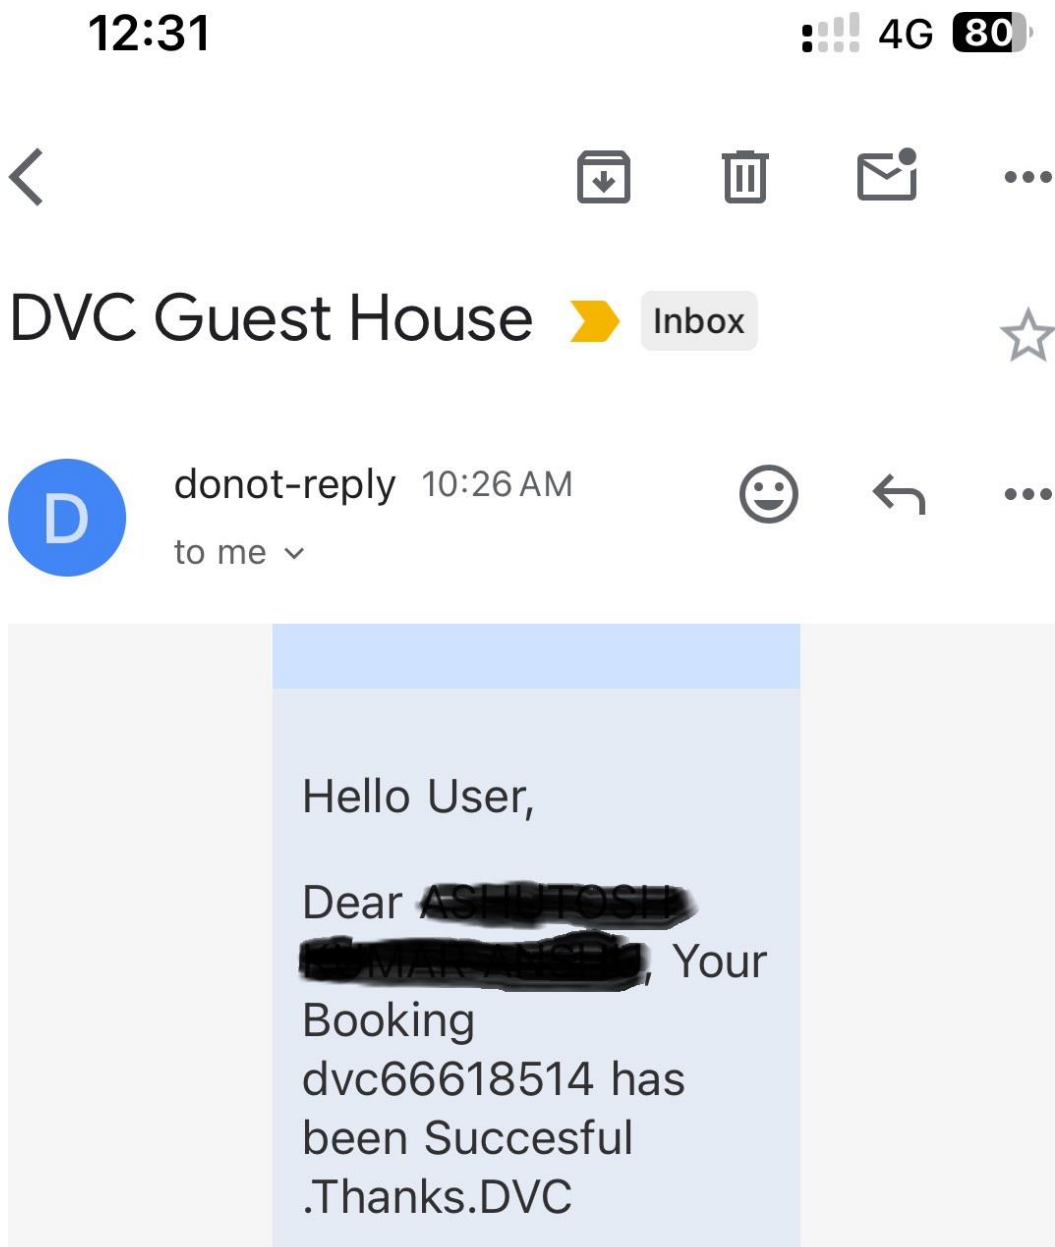 12:31 4G 80
DVC Guest House Inbox
D
donot-reply 10:26 AM
to me
Hello User,
Dear
, Your
Booking
dvc66618514 has
been Succesful
.Thanks.DVC